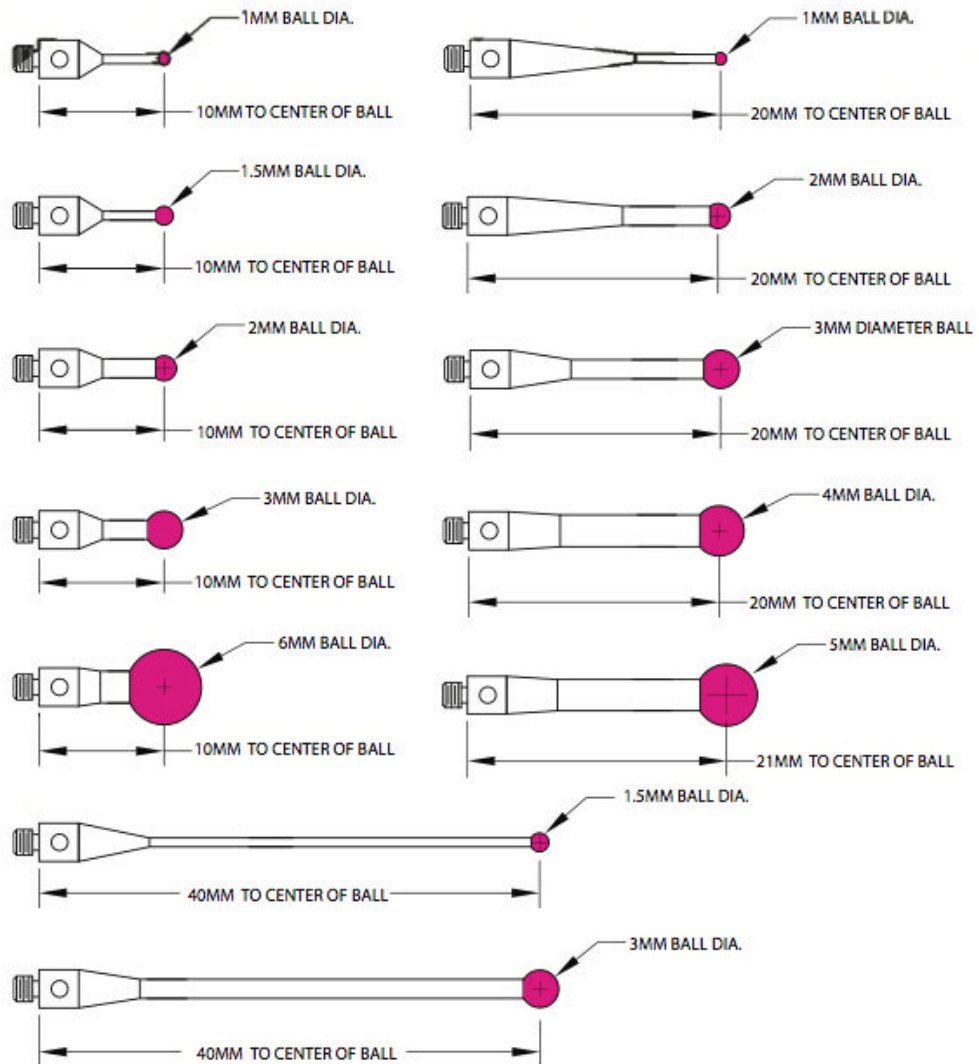 1MM BALL DIA.
10MM TO CENTER OF BALL
1MM BALL DIA.
20MM TO CENTER OF BALL
1.5MM BALL DIA.
10MM TO CENTER OF BALL
2MM BALL DIA.
20MM TO CENTER OF BALL
2MM BALL DIA.
10MM TO CENTER OF BALL
3MM DIAMETER BALL
20MM TO CENTER OF BALL
3MM BALL DIA.
10MM TO CENTER OF BALL
4MM BALL DIA.
20MM TO CENTER OF BALL
6MM BALL DIA.
10MM TO CENTER OF BALL
5MM BALL DIA.
21MM TO CENTER OF BALL
1.5MM BALL DIA.
40MM TO CENTER OF BALL
3MM BALL DIA.
40MM TO CENTER OF BALL